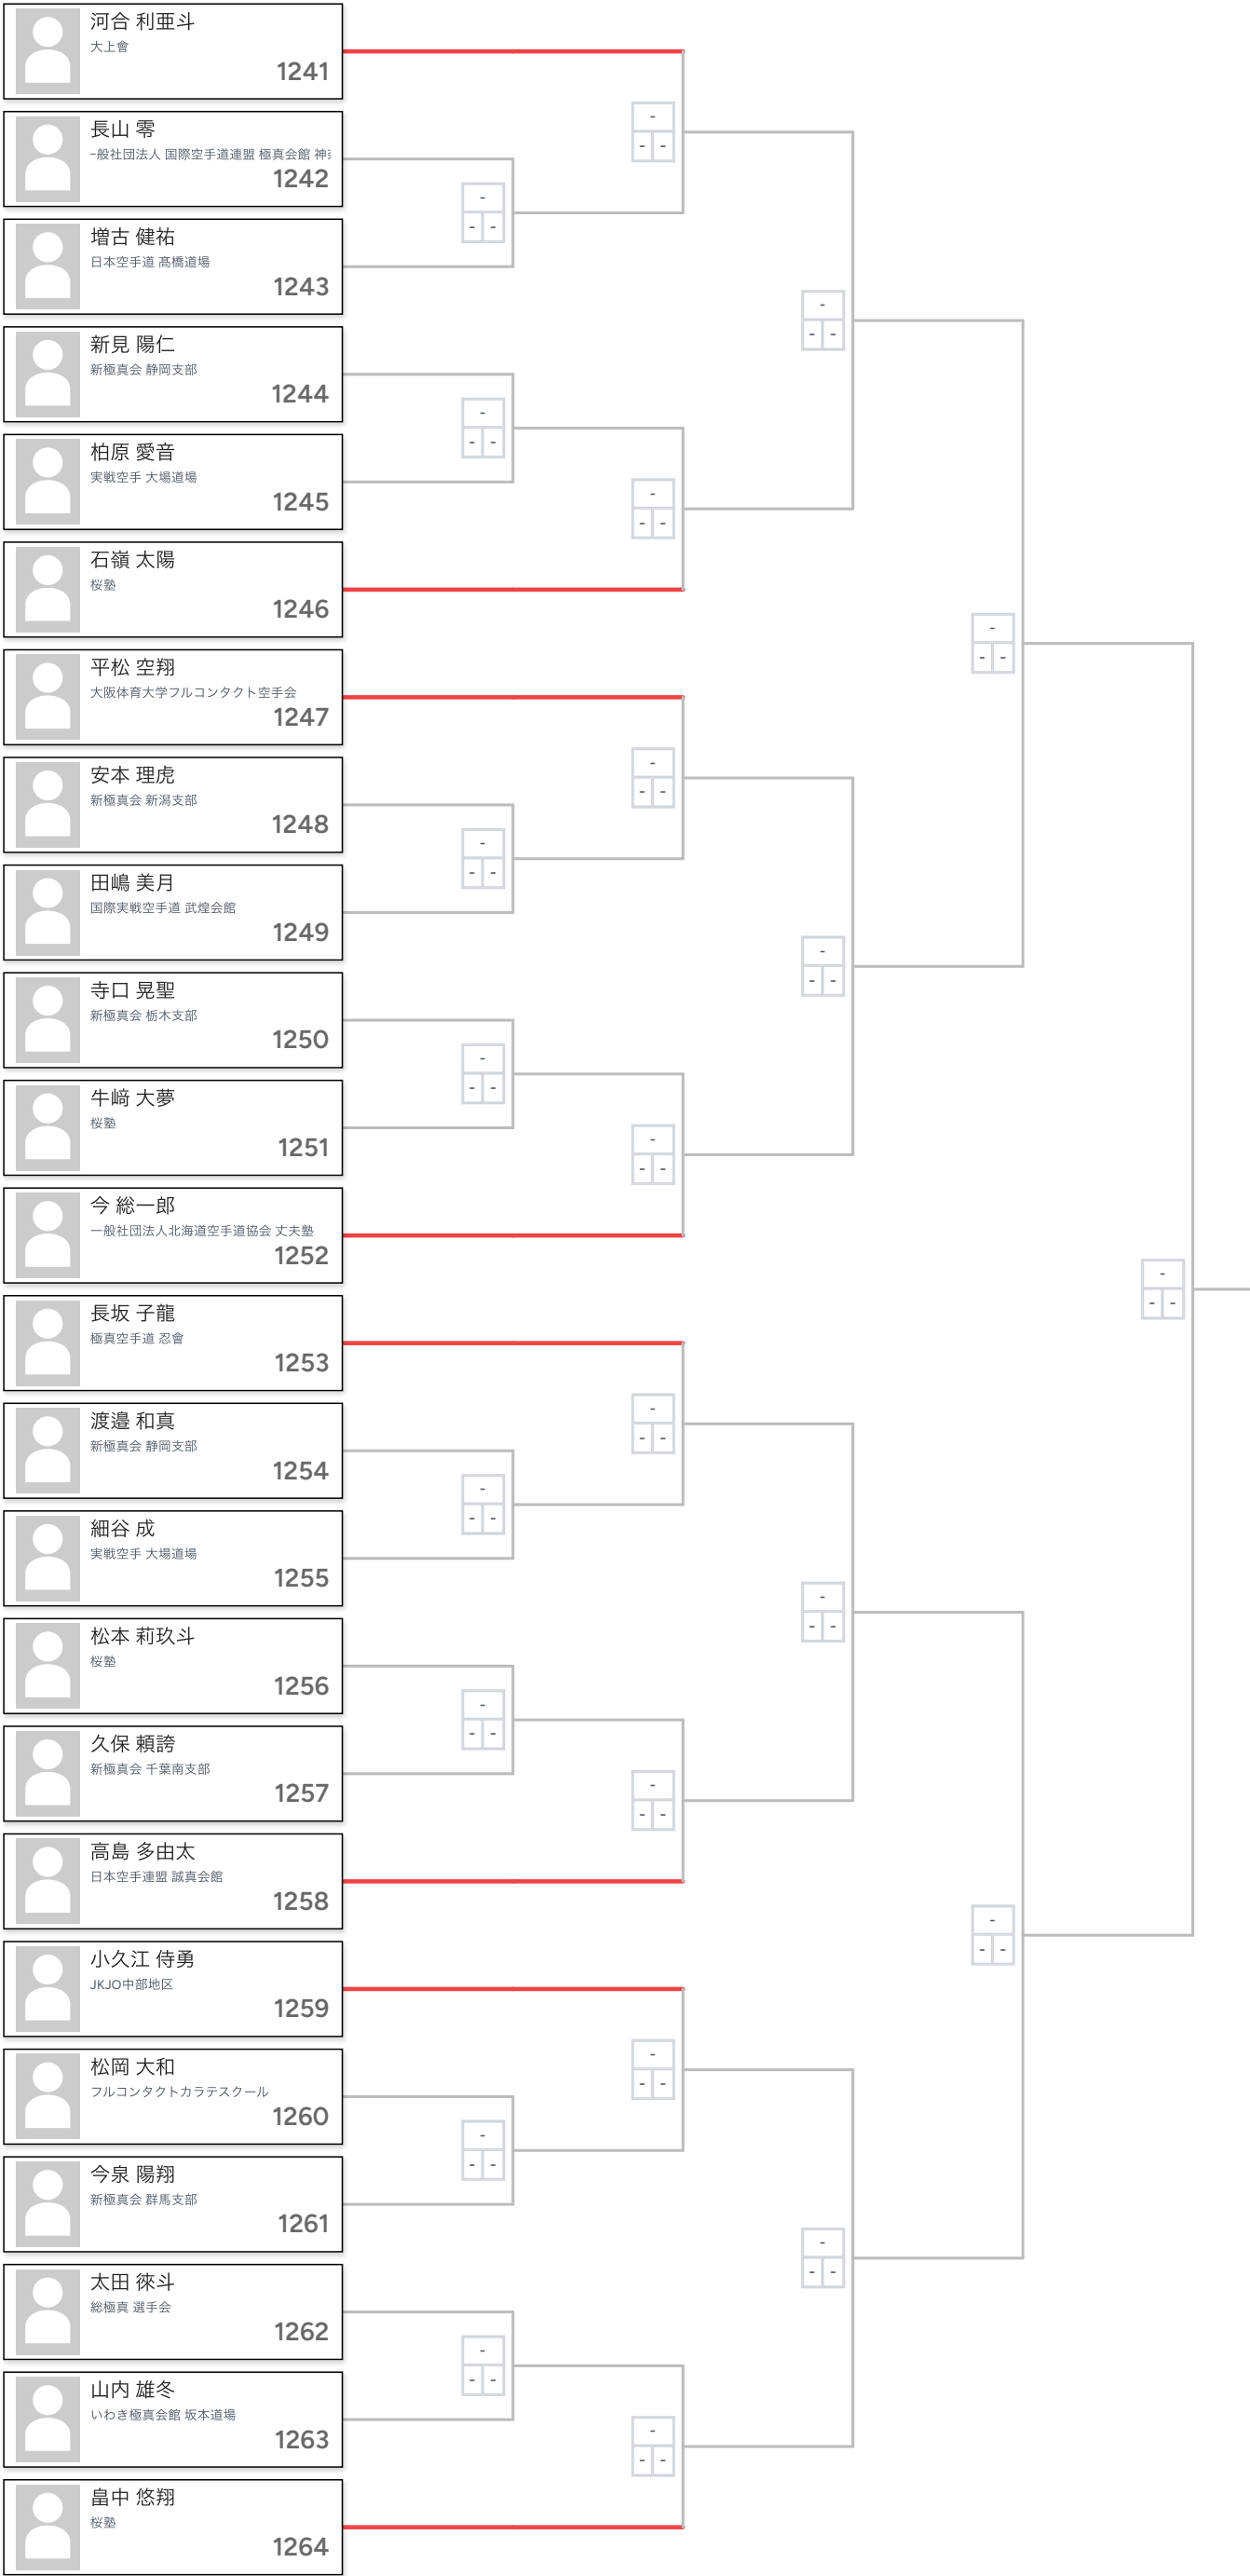 河合 利亜斗
大上會
1241
長山 零
一般社団法人 国際空手道連盟 極真会館 神
1242
増古 健祐
日本空手道 髙橋道場
1243
新見 陽仁
新極真会 静岡支部
1244
柏原 愛音
実戦空手 大場道場
1245
石嶺 太陽
桜塾
1246
平松 空翔
大阪体育大学フルコンタクト空手会
1247
安本 理虎
新極真会 新潟支部
1248
田嶋 美月
国際実戦空手道 武煌会館
1249
寺口 晃聖
新極真会 栃木支部
1250
牛﨑 大夢
桜塾
1251
今 総一郎
一般社団法人北海道空手道協会 丈夫塾
1252
長坂 子龍
極真空手道 忍會
1253
渡邉 和真
新極真会 静岡支部
1254
細谷 成
実戦空手 大場道場
1255
松本 莉玖斗
桜塾
1256
久保 頼誇
新極真会 千葉南支部
1257
高島 多由太
日本空手連盟 誠真会館
1258
小久江 侍勇
JKJO中部地区
1259
松岡 大和
フルコンタクトカラテスクール
1260
今泉 陽翔
新極真会 群馬支部
1261
太田 徠斗
総極真 選手会
1262
山内 雄冬
いわき極真会館 坂本道場
1263
畠中 悠翔
桜塾
1264